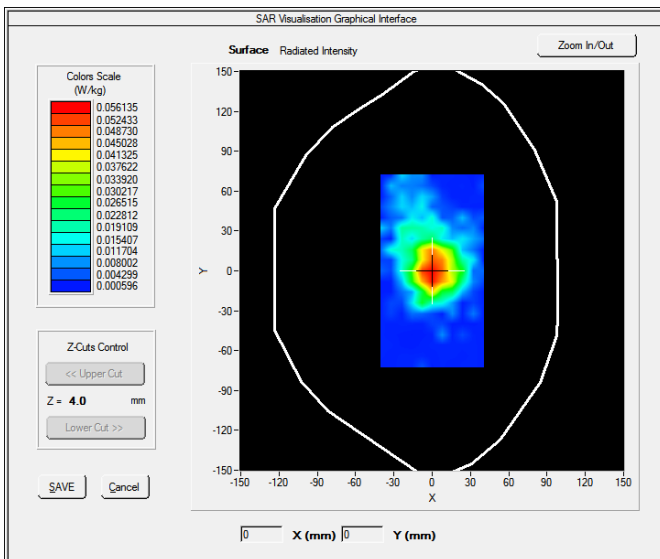 SAR Visualisation Graphical Interface
Surface Radiated Intensity
Zoom In/Out
Colors Scale
(W/kg)
0.056135
0.052433
0.048730
0.045028
0.041325
0.037622
0.033920
0.030217
0.026515
0.022812
0.019109
0.015407
0.011704
0.008002
0.004299
0.000596
Z-Cuts Control
<< Upper Cut
Z = 4.0 mm
Lower Cut >>
SAVE Cancel
150
120
90
60
30
0
-30
-60
-90
-120
-150
Y
-150 -120 -90 -60 -30 0 30 60 90 120 150
X
0 X (mm) 0 Y (mm)